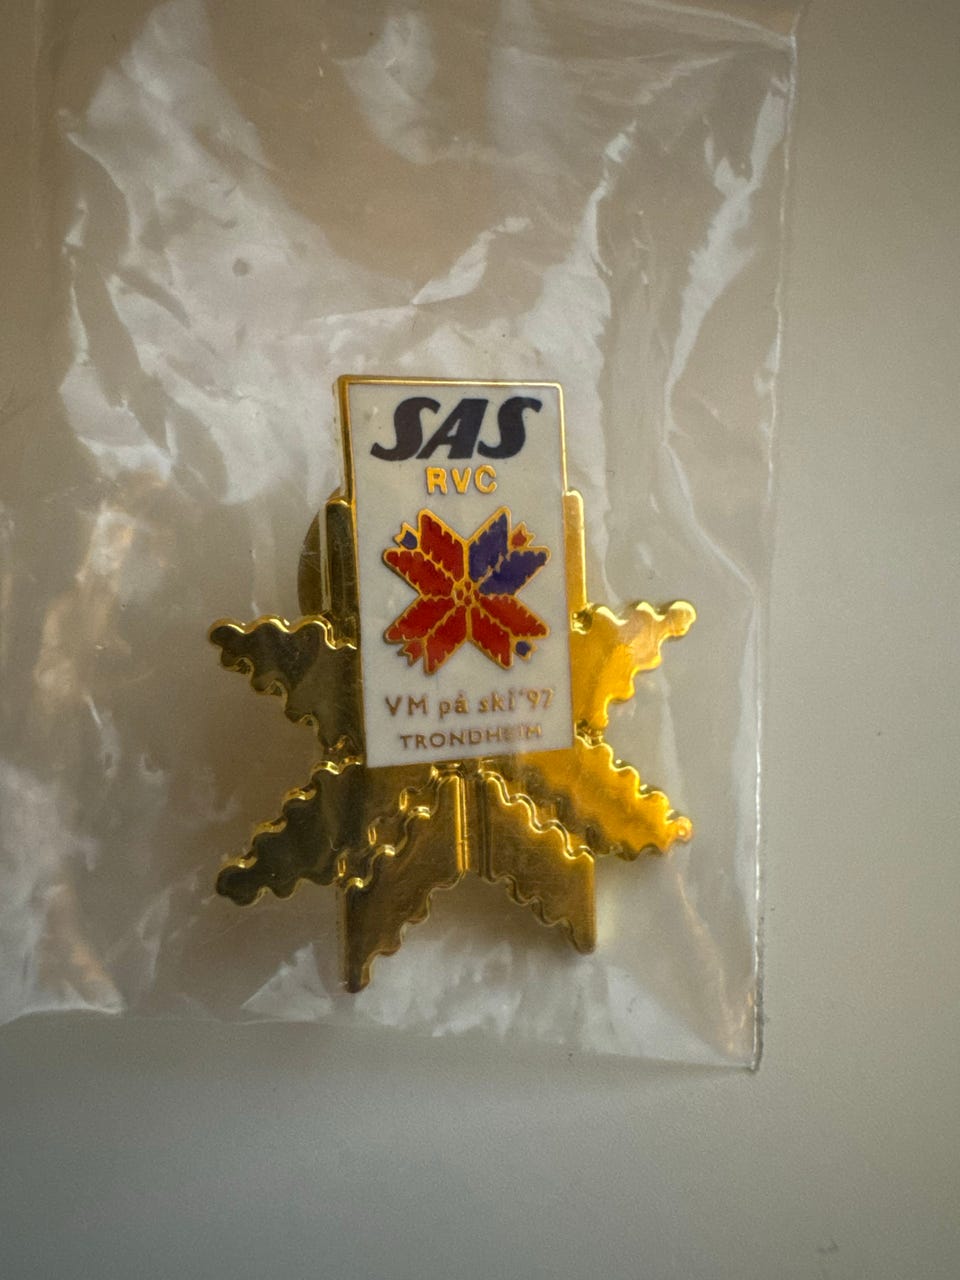 SAS
RVC
VM på ski '97
TRONDHEIM